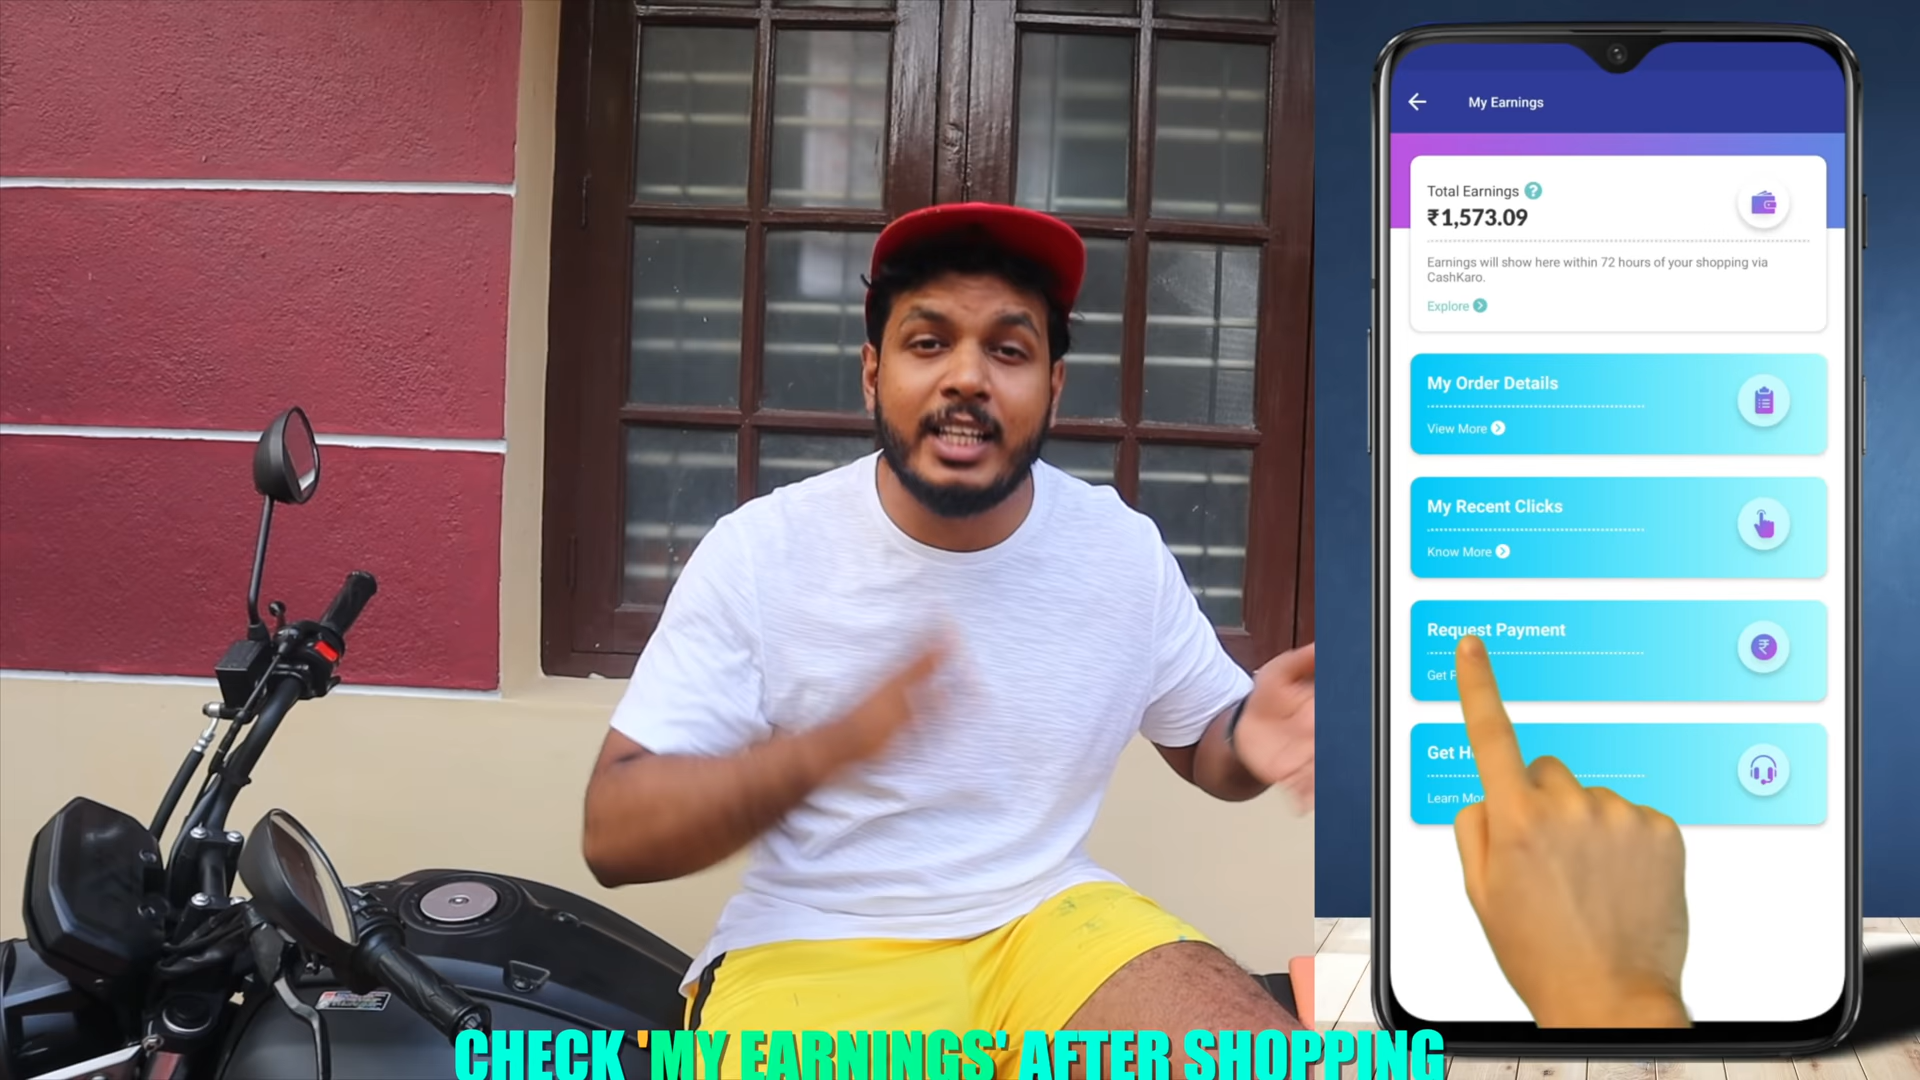 My Earnings
Total Earnings ?
₹1,573.09
Earnings will show here within 72 hours of your shopping via
CashKaro.
Explore
My Order Details
View More
My Recent Clicks
Know More
Request Payment
Get
Get
Learn
CHECK 'MY EARNINGS' AFTER SHOPPING